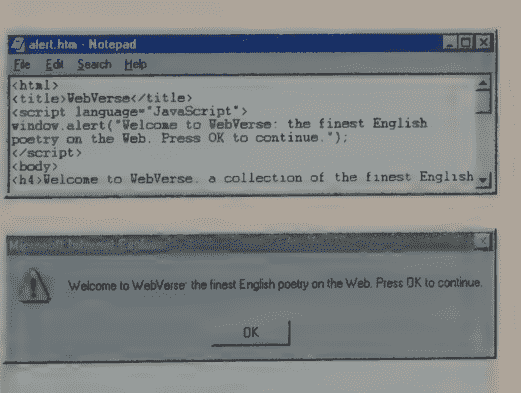 alert.htm - Notepad
File Edit Search Help
<html>
<title>WebVerse</title>
<script language="JavaScript">
window.alert("Welcome to WebVerse: the finest English
poetry on the Web. Press OK to continue.");
</script>
<body>
<h4>Welcome to WebVerse. a collection of the finest English
Microsoft Internet Explorer
Welcome to WebVerse: the finest English poetry on the Web. Press OK to continue.
OK